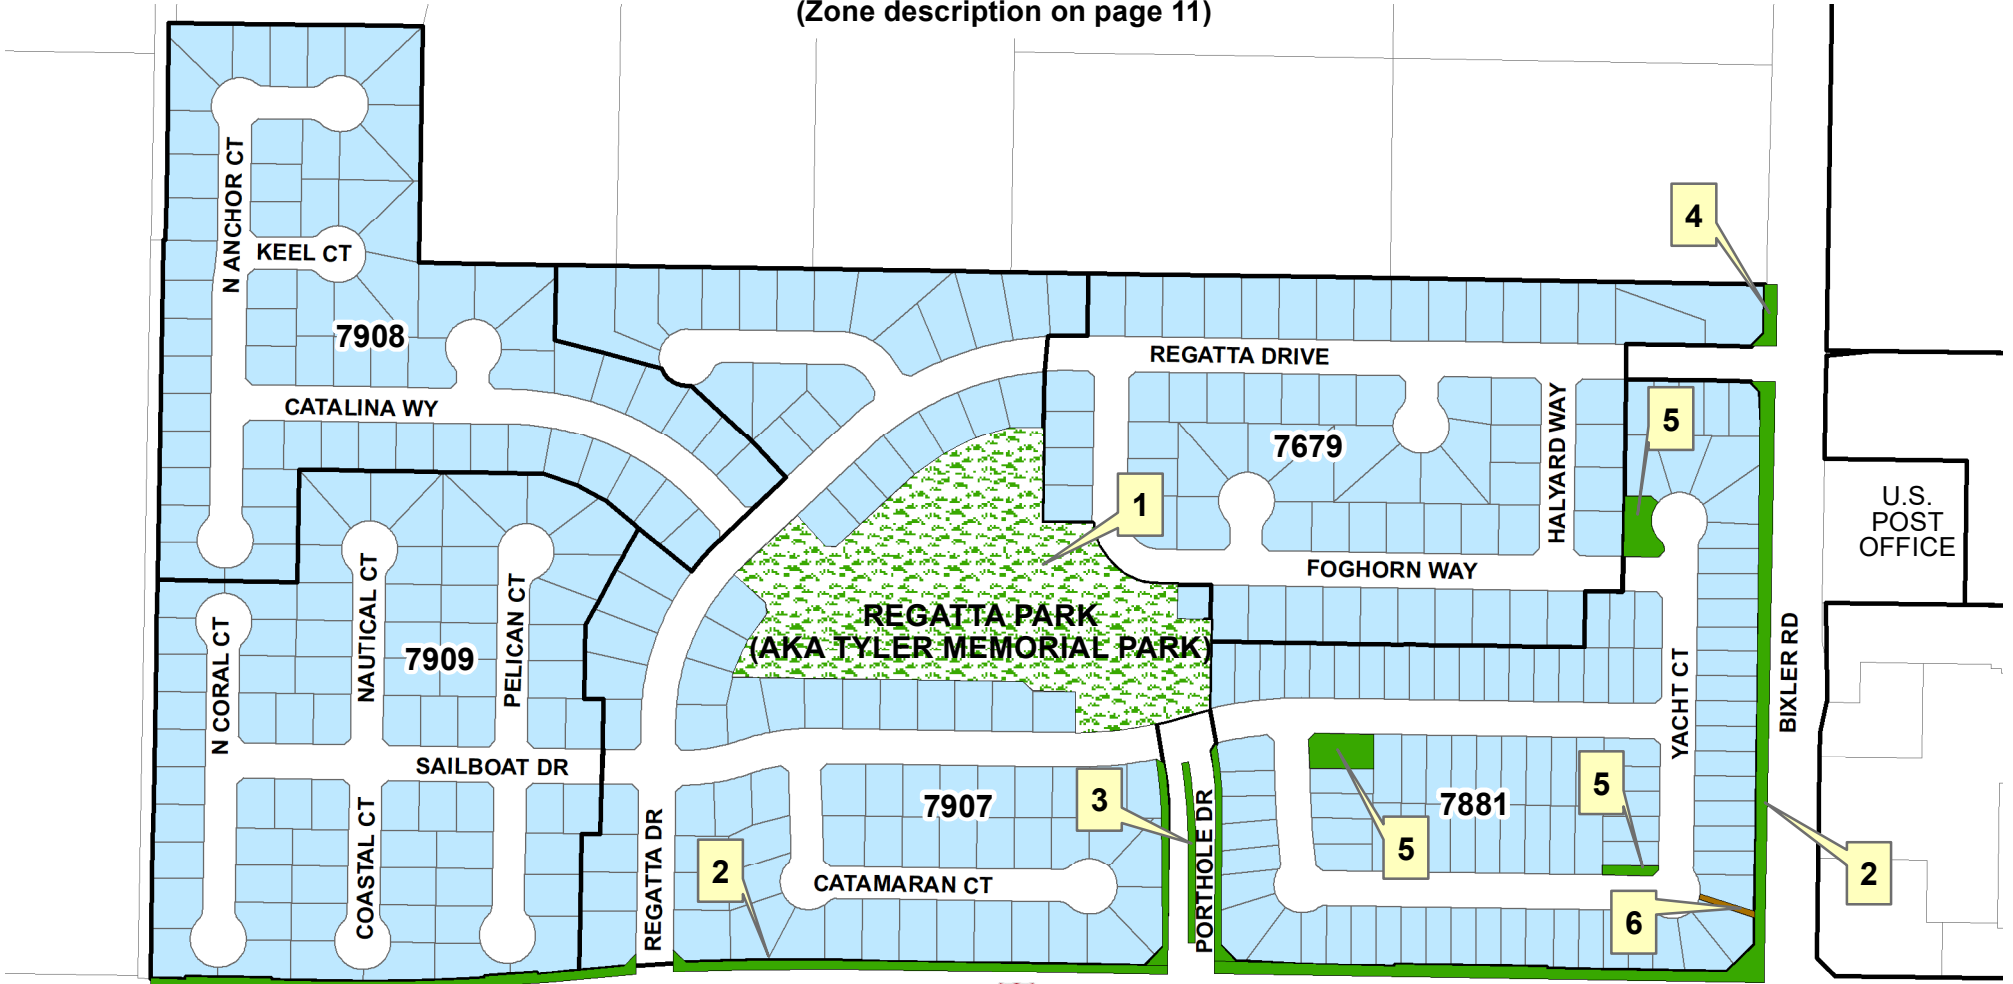 (Zone description on page 11)
N ANCHOR CT
KEEL CT
4
7908
REGATTA DRIVE
CATALINA WY
HALYARD WAY
5
7679
1
U.S.
POST
OFFICE
FOGHORN WAY
NAUTICAL CT
PELICAN CT
REGATTA PARK
(AKA TYLER MEMORIAL PARK)
7909
N CORAL CT
YACHT CT
BIXLER RD
SAILBOAT DR
COASTAL CT
REGATTA DR
7907
3
PORTHOLE DR
7881
5
5
2
CATAMARAN CT
2
6